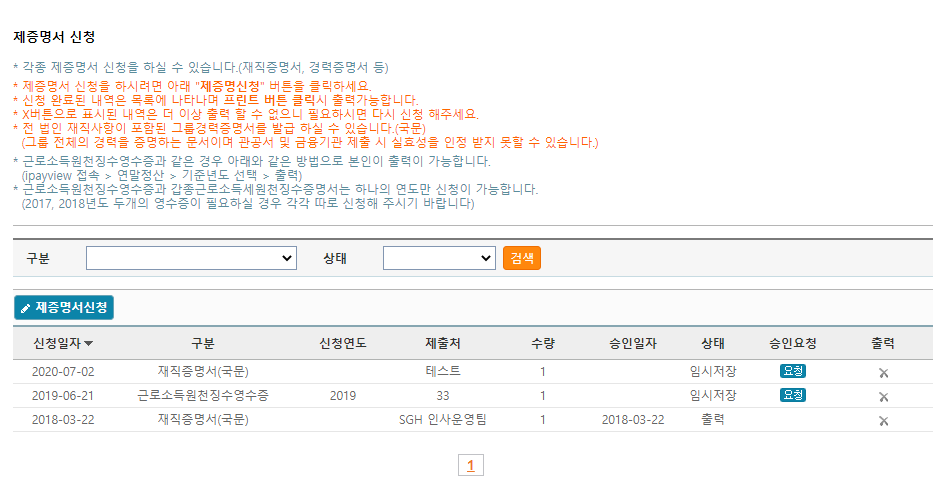 제증명서 신청
* 각종 제증명서 신청을 하실 수 있습니다.(재직증명서, 경력증명서 등)
* 제증명서 신청을 하시려면 아래 "제증명신청" 버튼을 클릭하세요.
* 신청 완료된 내역은 목록에 나타나며 프린트 버튼 클릭시 출력가능합니다.
* X버튼으로 표시된 내역은 더 이상 출력 할 수 없으니 필요하시면 다시 신청 해주세요.
* 전 법인 재직사항이 포함된 그룹경력증명서를 발급 하실 수 있습니다.(국문)
(그룹 전체의 경력을 증명하는 문서이며 관공서 및 금융기관 제출 시 실효성을 인정 받지 못할 수 있습니다.)
* 근로소득원천징수영수증과 같은 경우 아래와 같은 방법으로 본인이 출력이 가능합니다.
(ipayview 접속 > 연말정산 > 기준년도 선택 > 출력)
* 근로소득원천징수영수증과 갑종근로소득세원천징수증명서는 하나의 연도만 신청이 가능합니다.
(2017, 2018년도 두개의 영수증이 필요하실 경우 각각 따로 신청해 주시기 바랍니다)
구분 상태 검색
제증명서신청
신청일자 구분 신청연도 제출처 수량 승인일자 상태 승인요청 출력
2020-07-02 재직증명서(국문) 테스트 1 임시저장 요청
2019-06-21 근로소득원천징수영수증 2019 33 1 임시저장 요청
2018-03-22 재직증명서(국문) SGH 인사운영팀 1 2018-03-22 출력
1